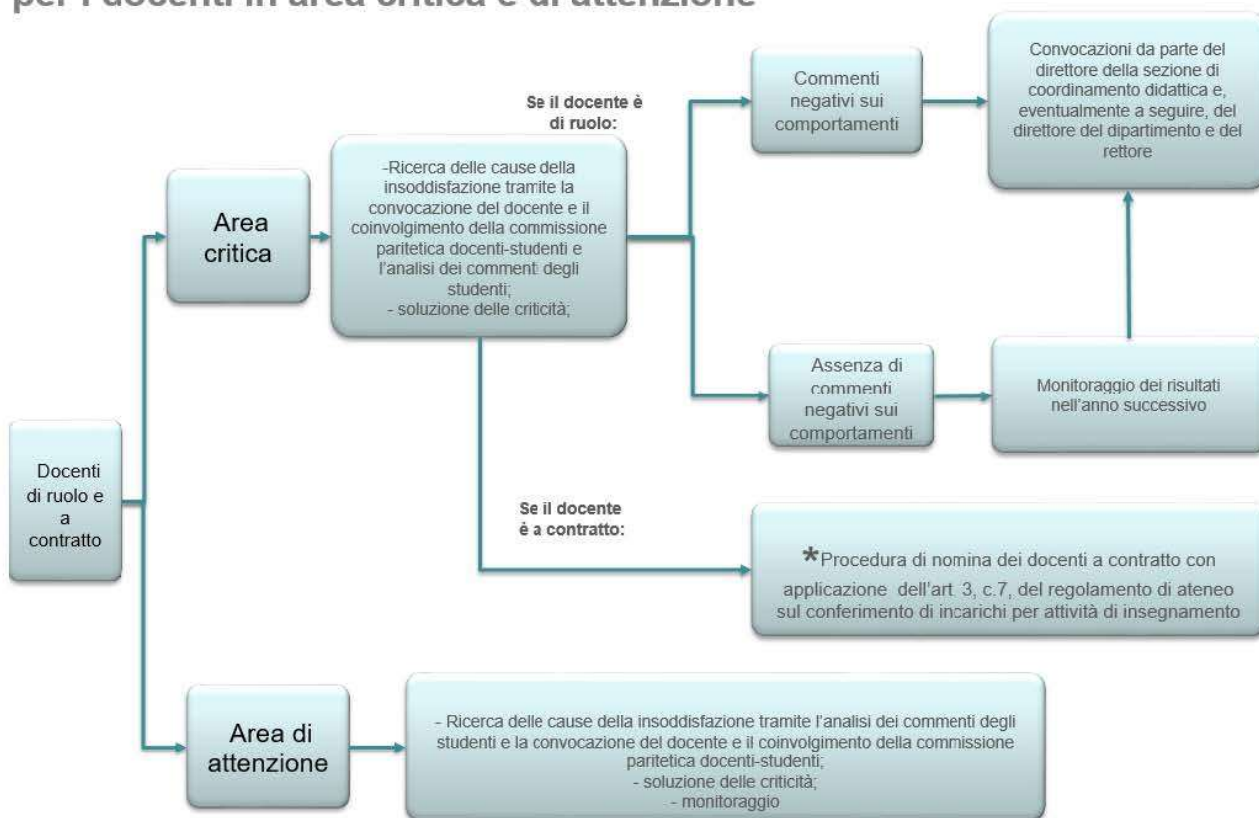 per i docenti in area critica e di attenzione
Se il docente è
di ruolo:
Commenti
negativi sui
comportamenti
Convocazioni da parte del
direttore della sezione di
coordinamento didattica e,
eventualmente a seguire, del
direttore del dipartimento e del
rettore
Area
critica
-Ricerca delle cause della
insoddisfazione tramite la
convocazione del docente e il
coinvolgimento della commissione
paritetica docenti-studenti e
l'analisi dei commenti degli
studenti;
- soluzione delle criticità;
Assenza di
commenti
negativi sui
comportamenti
Monitoraggio dei risultati
nell'anno successivo
Docenti
di ruolo e
a
contratto
Se il docente
è a contratto:
*Procedura di nomina dei docenti a contratto con
applicazione dell'art. 3, c.7, del regolamento di ateneo
sul conferimento di incarichi per attività di insegnamento
Area di
attenzione
- Ricerca delle cause della insoddisfazione tramite l'analisi dei commenti degli
studenti e la convocazione del docente e il coinvolgimento della commissione
paritetica docenti-studenti;
- soluzione delle criticità;
- monitoraggio